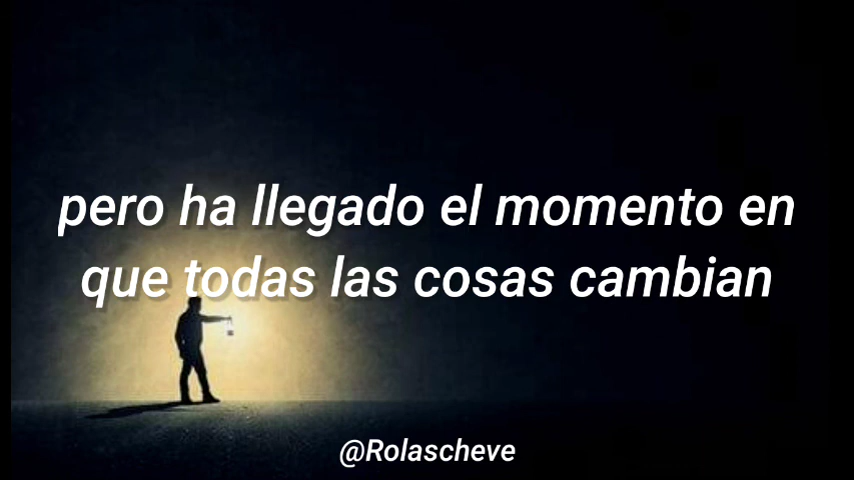 pero ha llegado el momento en
que todas las cosas cambian
@Rolascheve